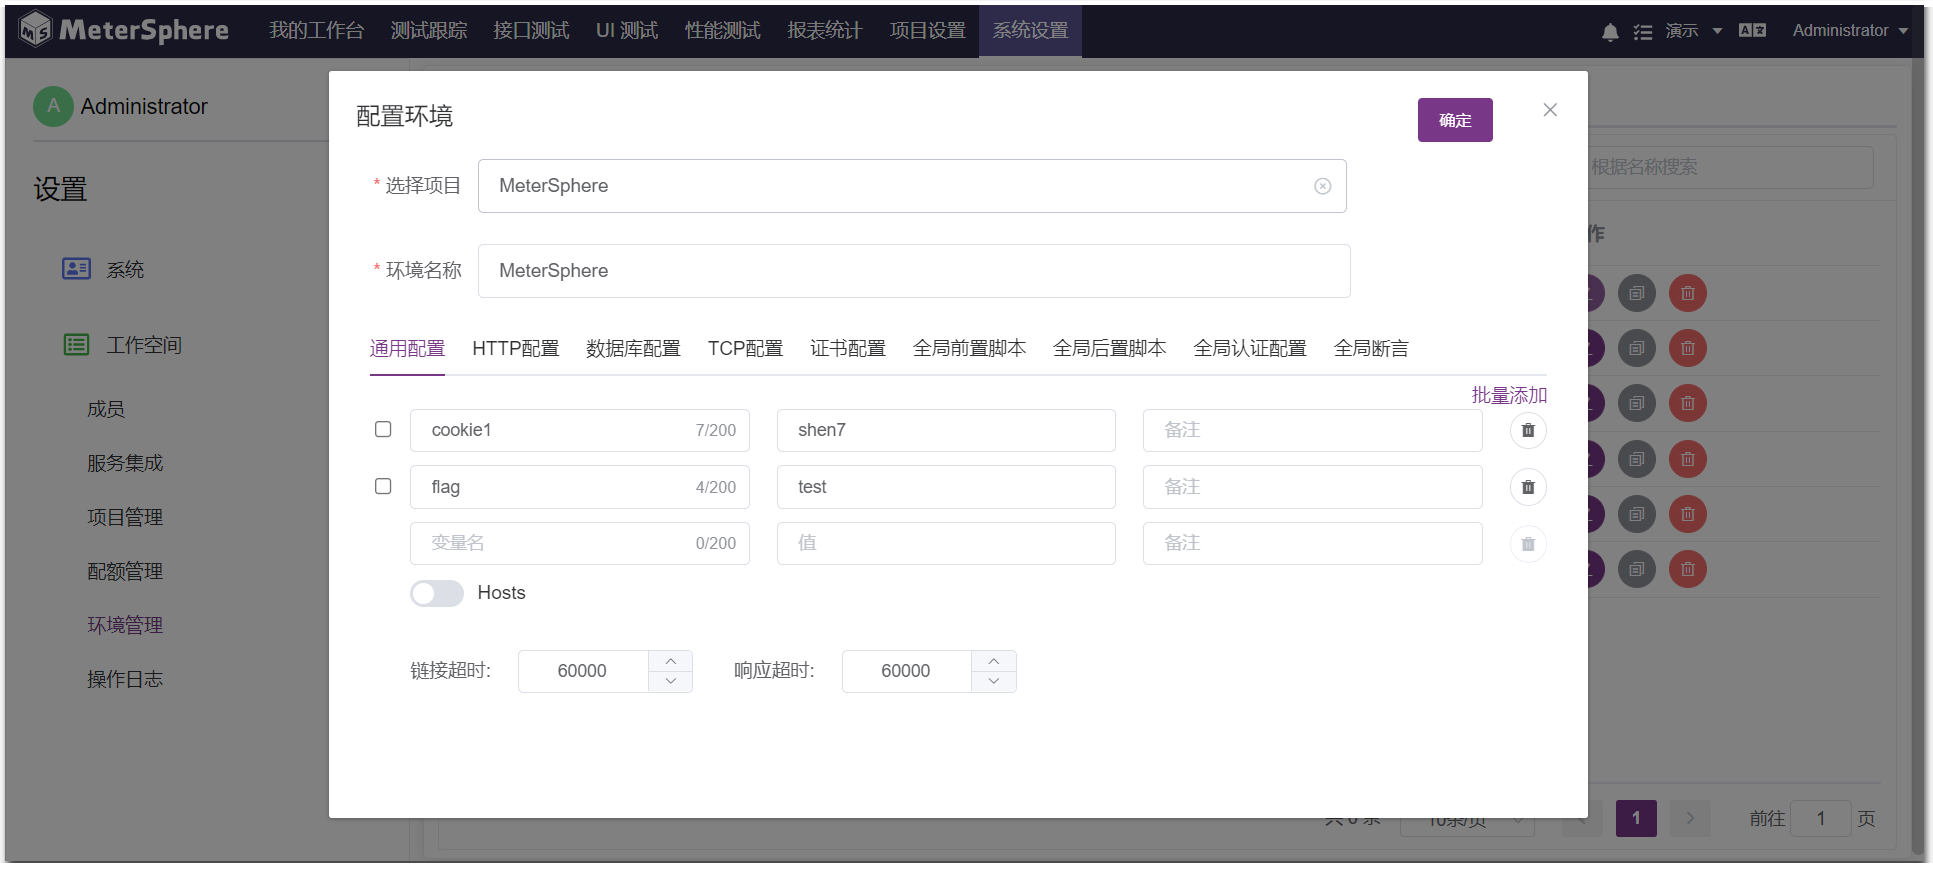 MeterSphere 我的工作台 测试跟踪 接口测试 UI 测试 性能测试 报表统计 项目设置 系统设置 演示 Administrator
A Administrator
设置
系统
工作空间
成员
服务集成
项目管理
配额管理
环境管理
操作日志
配置环境
确定
* 选择项目 MeterSphere
* 环境名称 MeterSphere
通用配置 HTTP配置 数据库配置 TCP配置 证书配置 全局前置脚本 全局后置脚本 全局认证配置 全局断言
批量添加
cookie1 7/200 shen7 备注
flag 4/200 test 备注
变量名 0/200 值 备注
Hosts
链接超时: 60000 响应超时: 60000
根据名称搜索
作
共 6 条 10条/页 1 前往 1 页